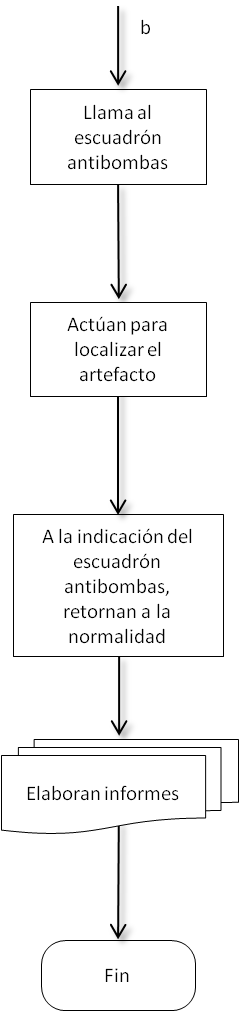 b
Llama al
escuadrón
antibombas
Actúan para
localizar el
artefacto
A la indicación del
escuadrón
antibombas,
retornan a la
normalidad
Elaboran informes
Fin